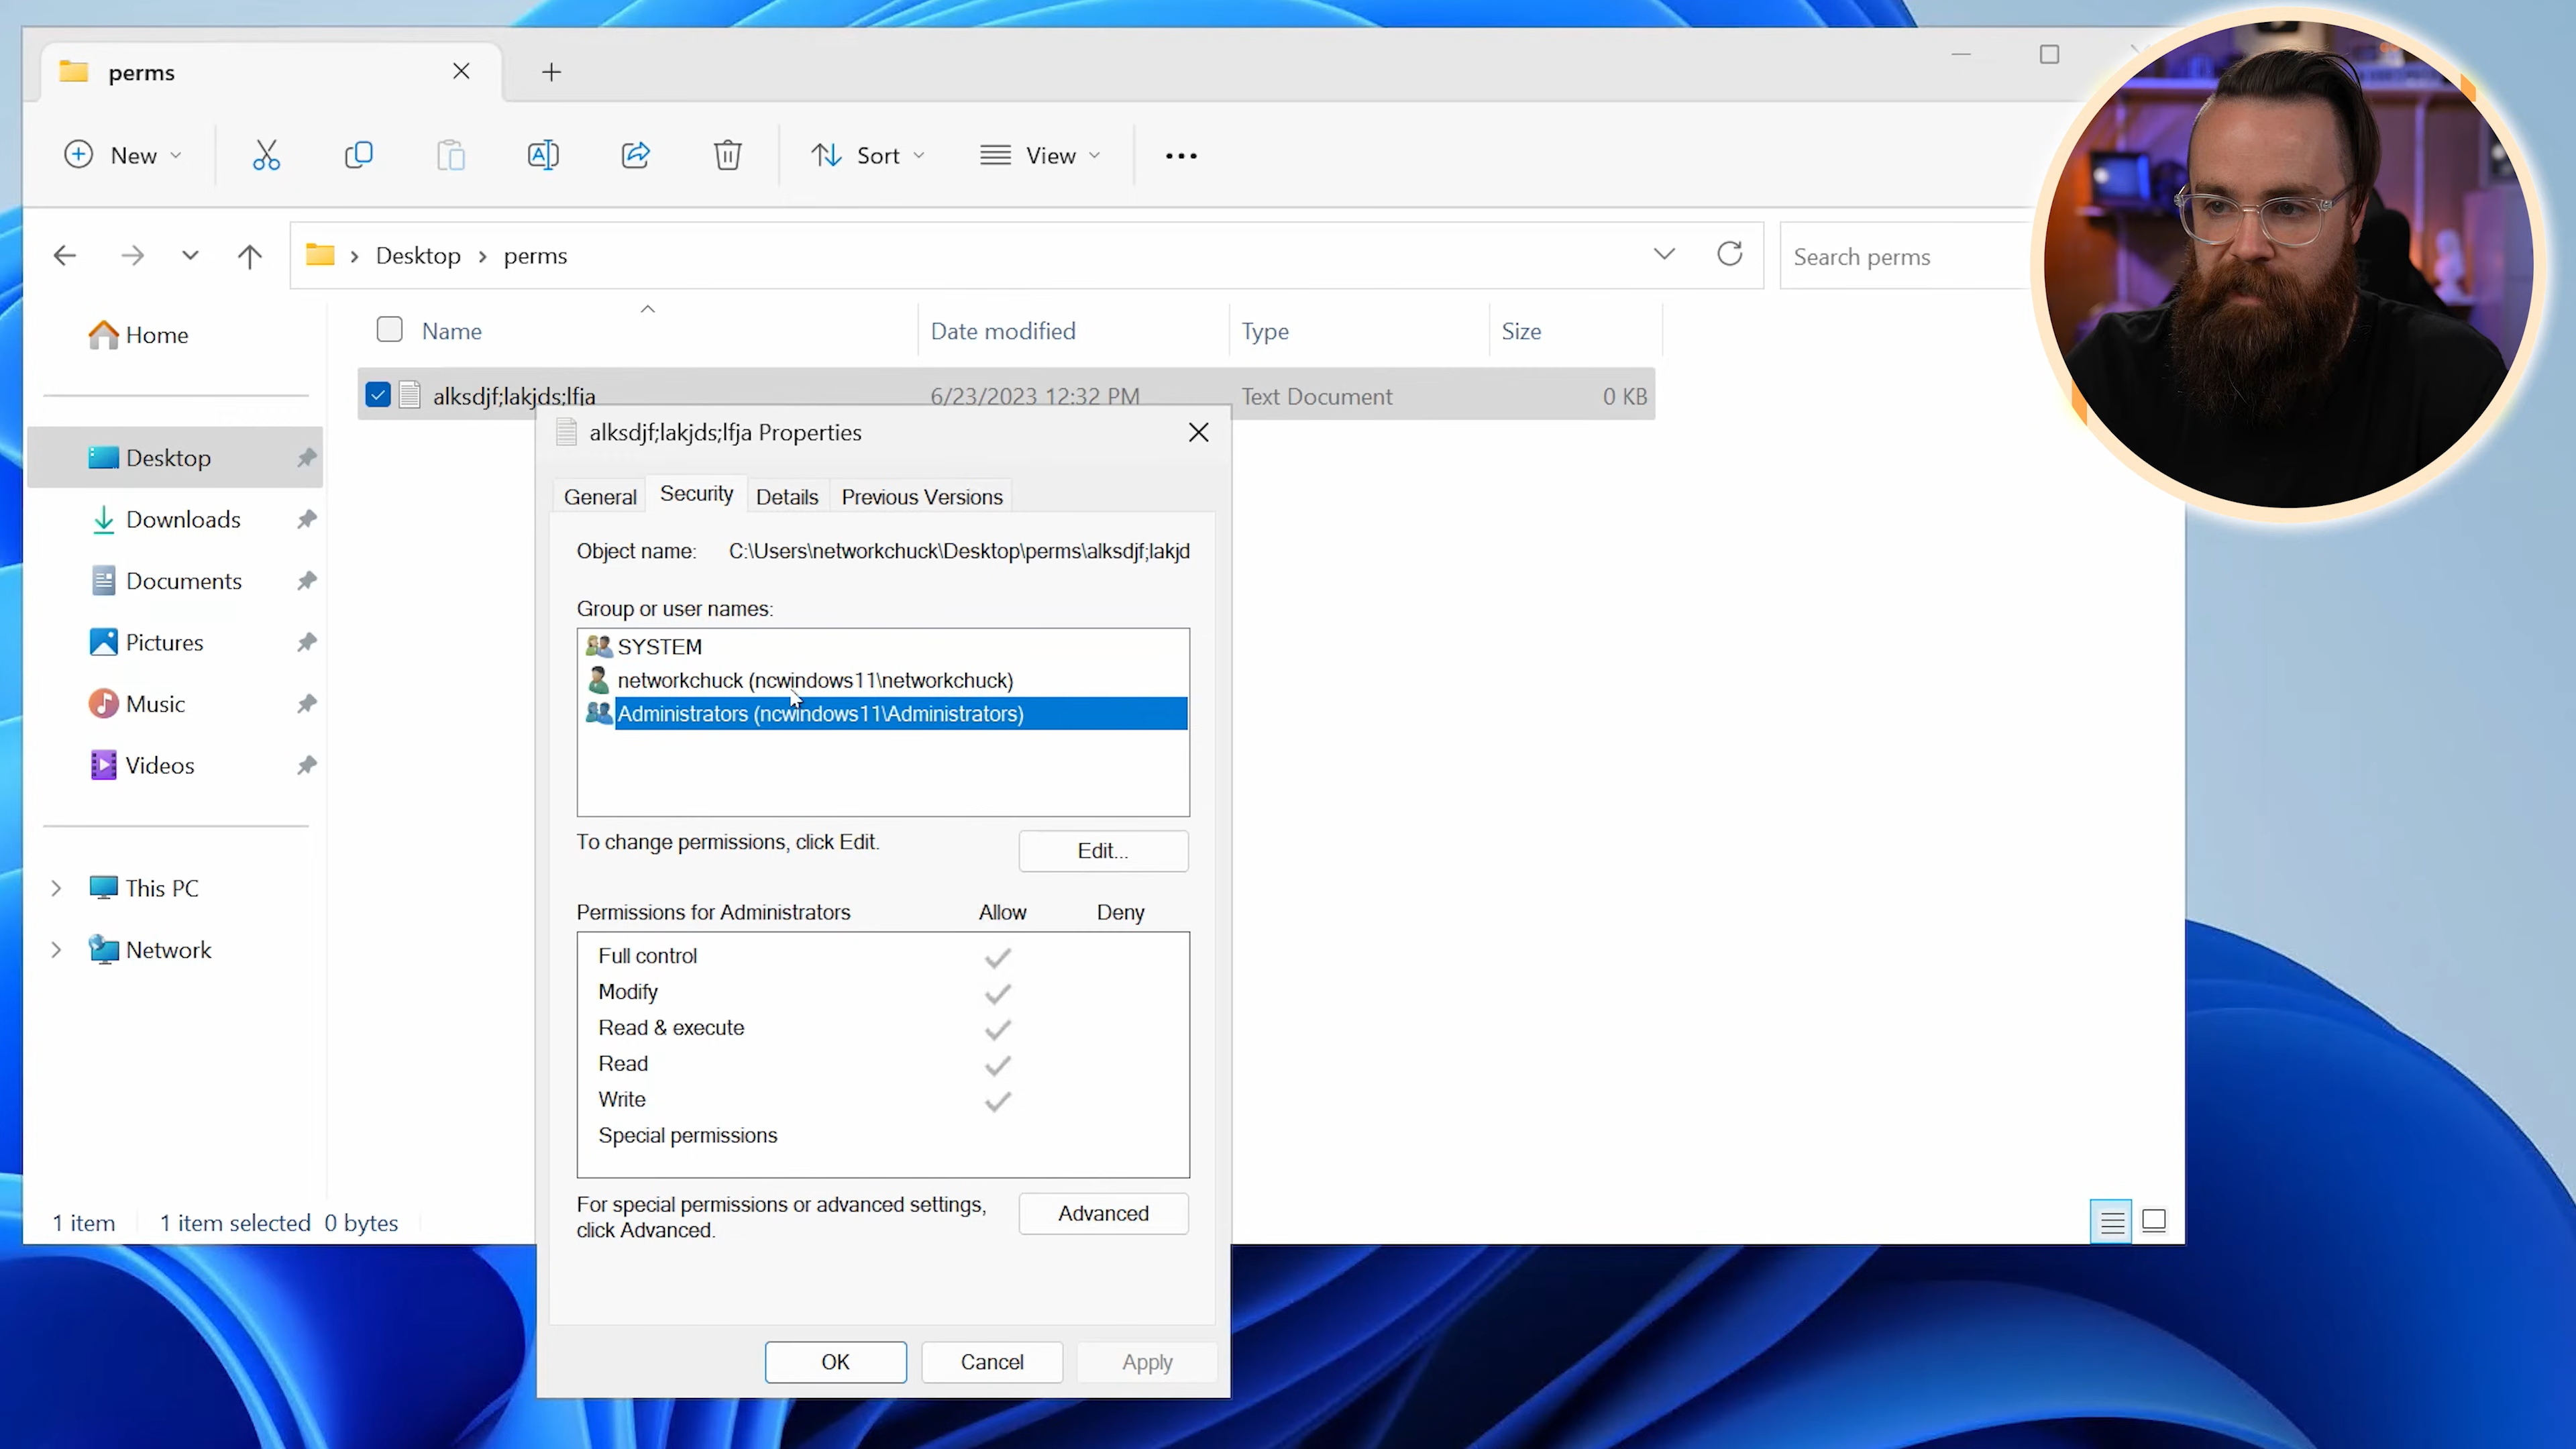 perms
New
Sort
View
Desktop
perms
Search perms
Home
Name
Date modified
Type
Size
alksdjf;lakjds;lfja
6/23/2023 12:32 PM
Text Document
0 KB
Desktop
Downloads
Documents
Pictures
Music
Videos
This PC
Network
1 item
1 item selected 0 bytes
alksdjf;lakjds;lfja Properties
General
Security
Details
Previous Versions
Object name: C:\Users\networkchuck\Desktop\perms\alksdjf;lakjd
Group or user names:
SYSTEM
networkchuck (ncwindows11\networkchuck)
Administrators (ncwindows11\Administrators)
To change permissions, click Edit.
Edit...
Permissions for Administrators
Allow
Deny
Full control
Modify
Read & execute
Read
Write
Special permissions
For special permissions or advanced settings,
click Advanced.
Advanced
OK
Cancel
Apply